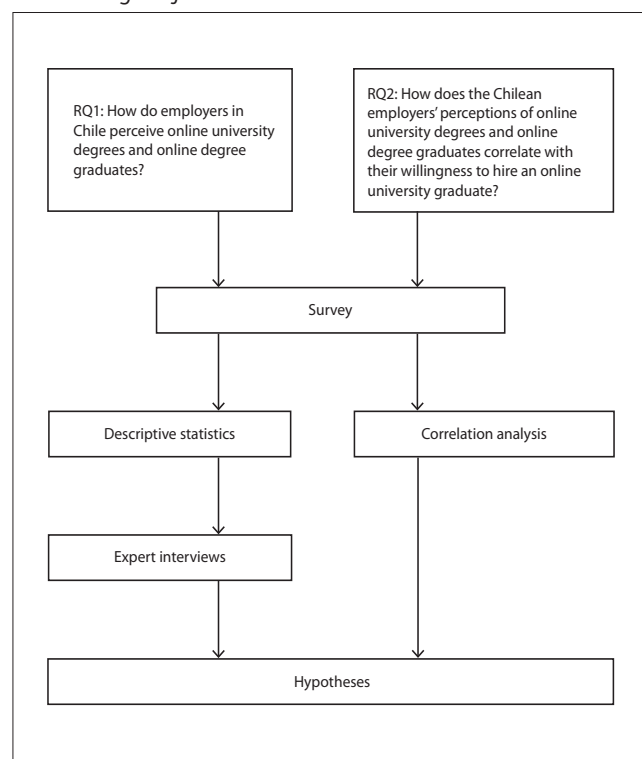 RQ1: How do employers in
Chile perceive online university
degrees and online degree
graduates?
RQ2: How does the Chilean
employers' perceptions of online
university degrees and online
degree graduates correlate with
their willingness to hire an online
university graduate?
Survey
Descriptive statistics
Correlation analysis
Expert interviews
Hypotheses